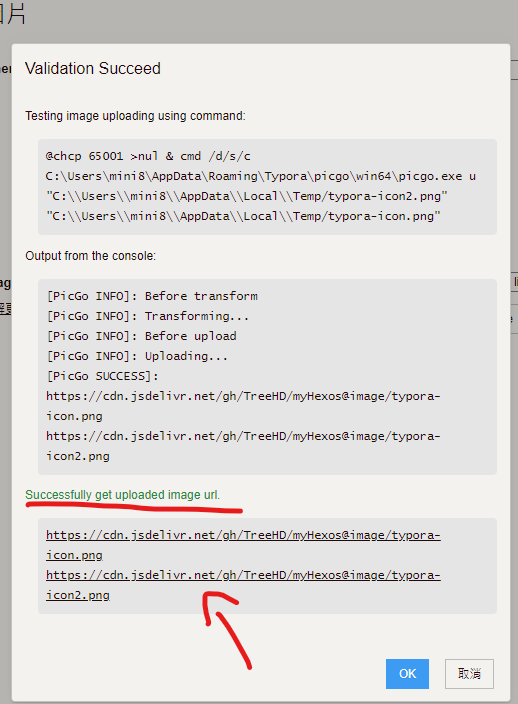 片
Validation Succeed
Testing image uploading using command:
@chcp 65001 >nul & cmd /d/s/c
C:\Users\mini8\AppData\Roaming\Typora\picgo\win64\picgo.exe u
"C:\\Users\\mini8\\AppData\\Local\\Temp/typora-icon2.png"
"C:\\Users\\mini8\\AppData\\Local\\Temp/typora-icon.png"
Output from the console:
[PicGo INFO]: Before transform
[PicGo INFO]: Transforming...
[PicGo INFO]: Before upload
[PicGo INFO]: Uploading...
[PicGo SUCCESS]:
https://cdn.jsdelivr.net/gh/TreeHD/myHexos@image/typora-
icon.png
https://cdn.jsdelivr.net/gh/TreeHD/myHexos@image/typora-
icon2.png
Successfully get uploaded image url.
https://cdn.jsdelivr.net/gh/TreeHD/myHexos@image/typora-
icon.png
https://cdn.jsdelivr.net/gh/TreeHD/myHexos@image/typora-
icon2.png
OK 取消